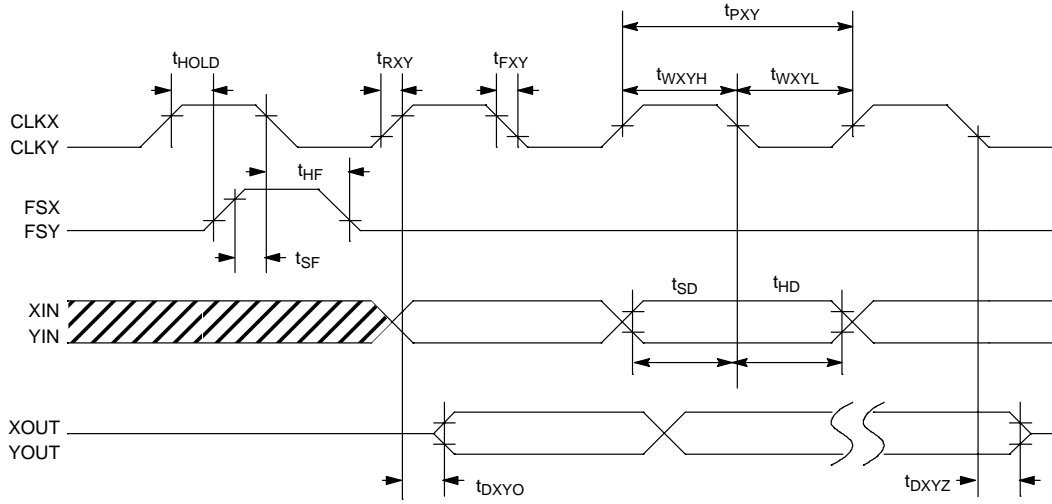 tPXY
tHOLD
tRXY
tFXY
tWXYH
tWXYL
CLKX
CLKY
tHF
FSX
FSY
tSF
tSD
tHD
XIN
YIN
XOUT
YOUT
tDXYO
tDXYZ